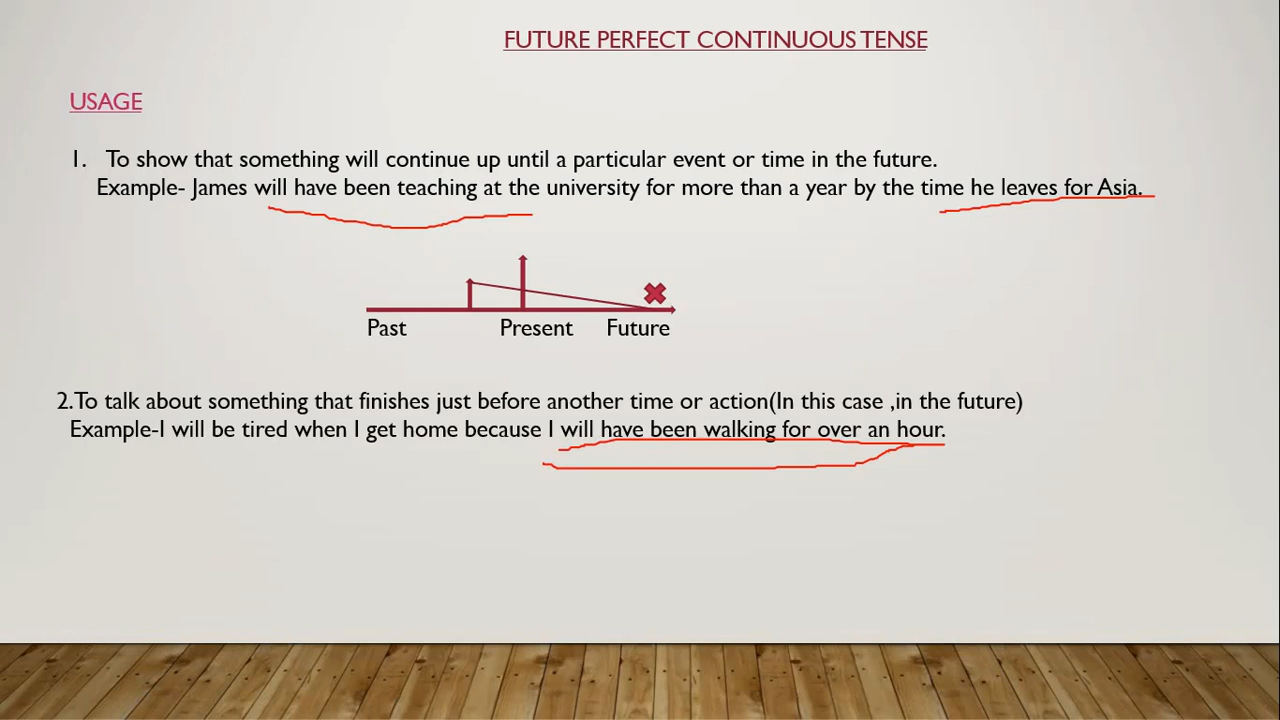 FUTURE PERFECT CONTINUOUS TENSE
USAGE
1. To show that something will continue up until a particular event or time in the future.
Example- James will have been teaching at the university for more than a year by the time he leaves for Asia.
Past Present Future
2.To talk about something that finishes just before another time or action(In this case ,in the future)
Example-I will be tired when I get home because I will have been walking for over an hour.